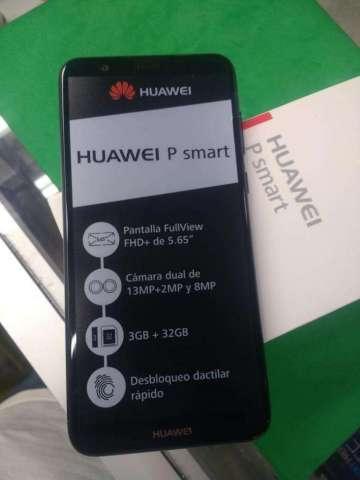 HUAWEI
HUAWEI P smart
Pantalla FullView
FHD+ de 5.65"
Cámara dual de
13MP+2MP y 8MP
3GB + 32GB
Desbloqueo dactilar
rápido
HUAWEI
HUAWEI
P smart